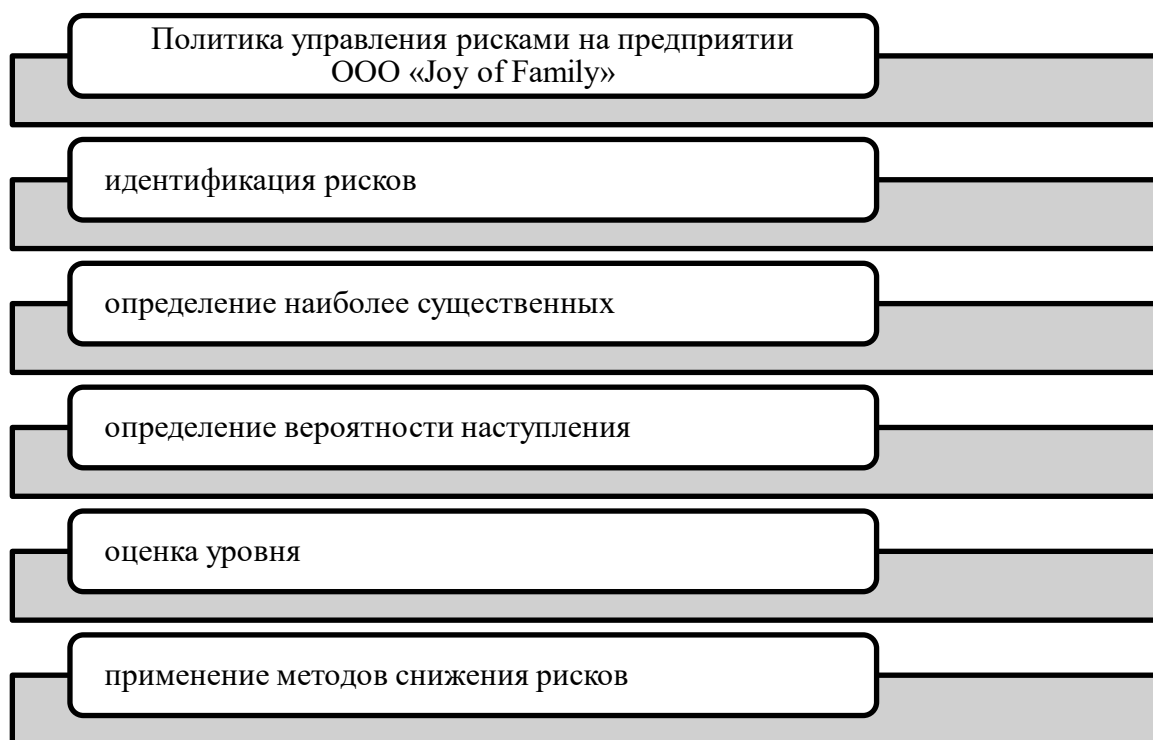 Политика управления рисками на предприятии
ООО «Joy of Family»
идентификация рисков
определение наиболее существенных
определение вероятности наступления
оценка уровня
применение методов снижения рисков